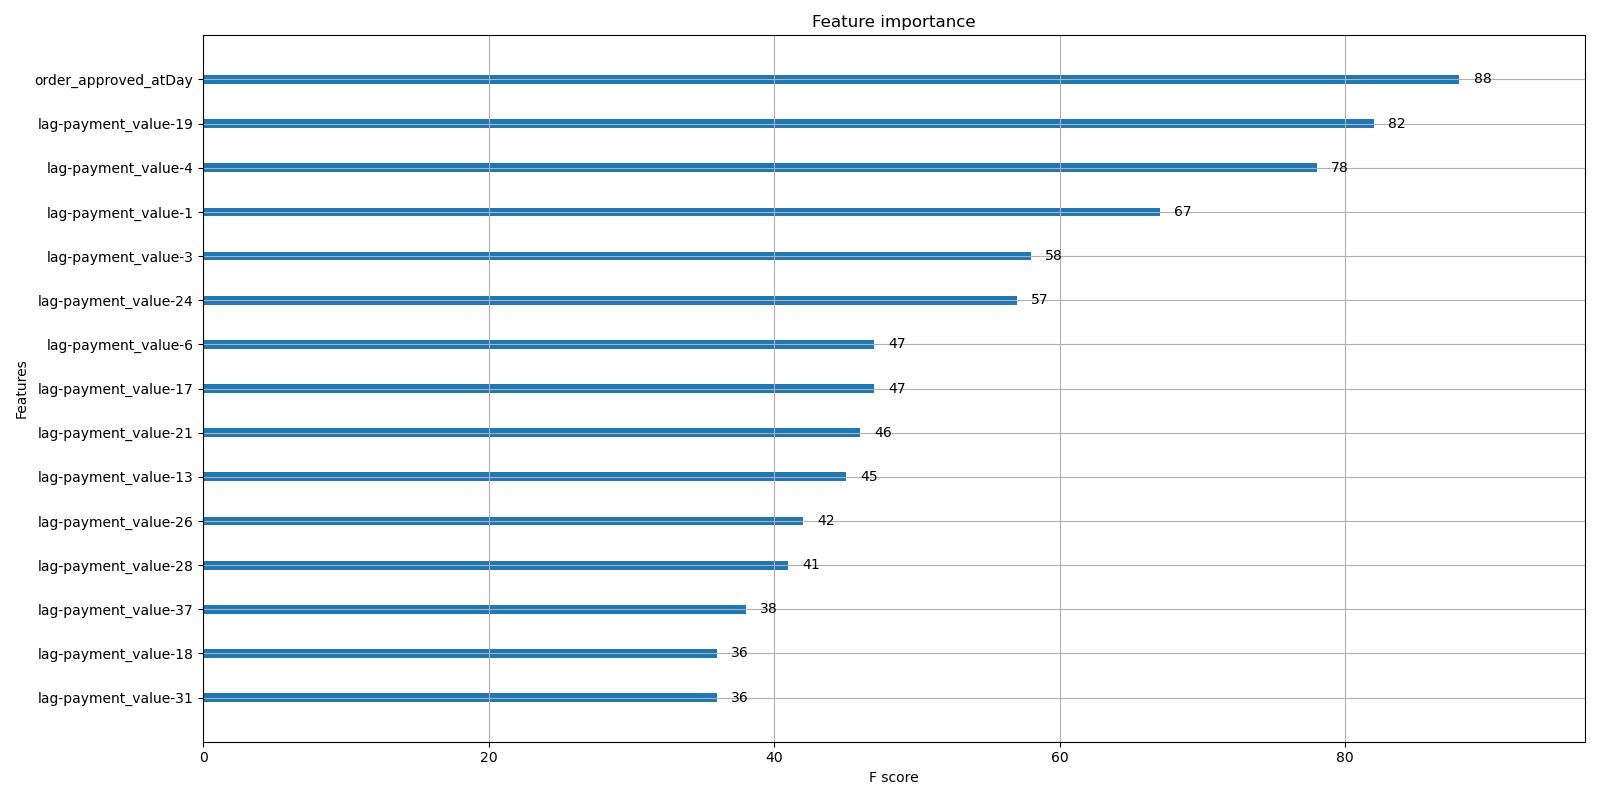 Feature importance
order_approved_atDay 88
lag-payment_value-19 82
lag-payment_value-4 78
lag-payment_value-1 67
lag-payment_value-3 58
lag-payment_value-24 57
lag-payment_value-6 47
lag-payment_value-17 47
lag-payment_value-21 46
lag-payment_value-13 45
lag-payment_value-26 42
lag-payment_value-28 41
lag-payment_value-37 38
lag-payment_value-18 36
lag-payment_value-31 36
Features
0 20 40 60 80
F score